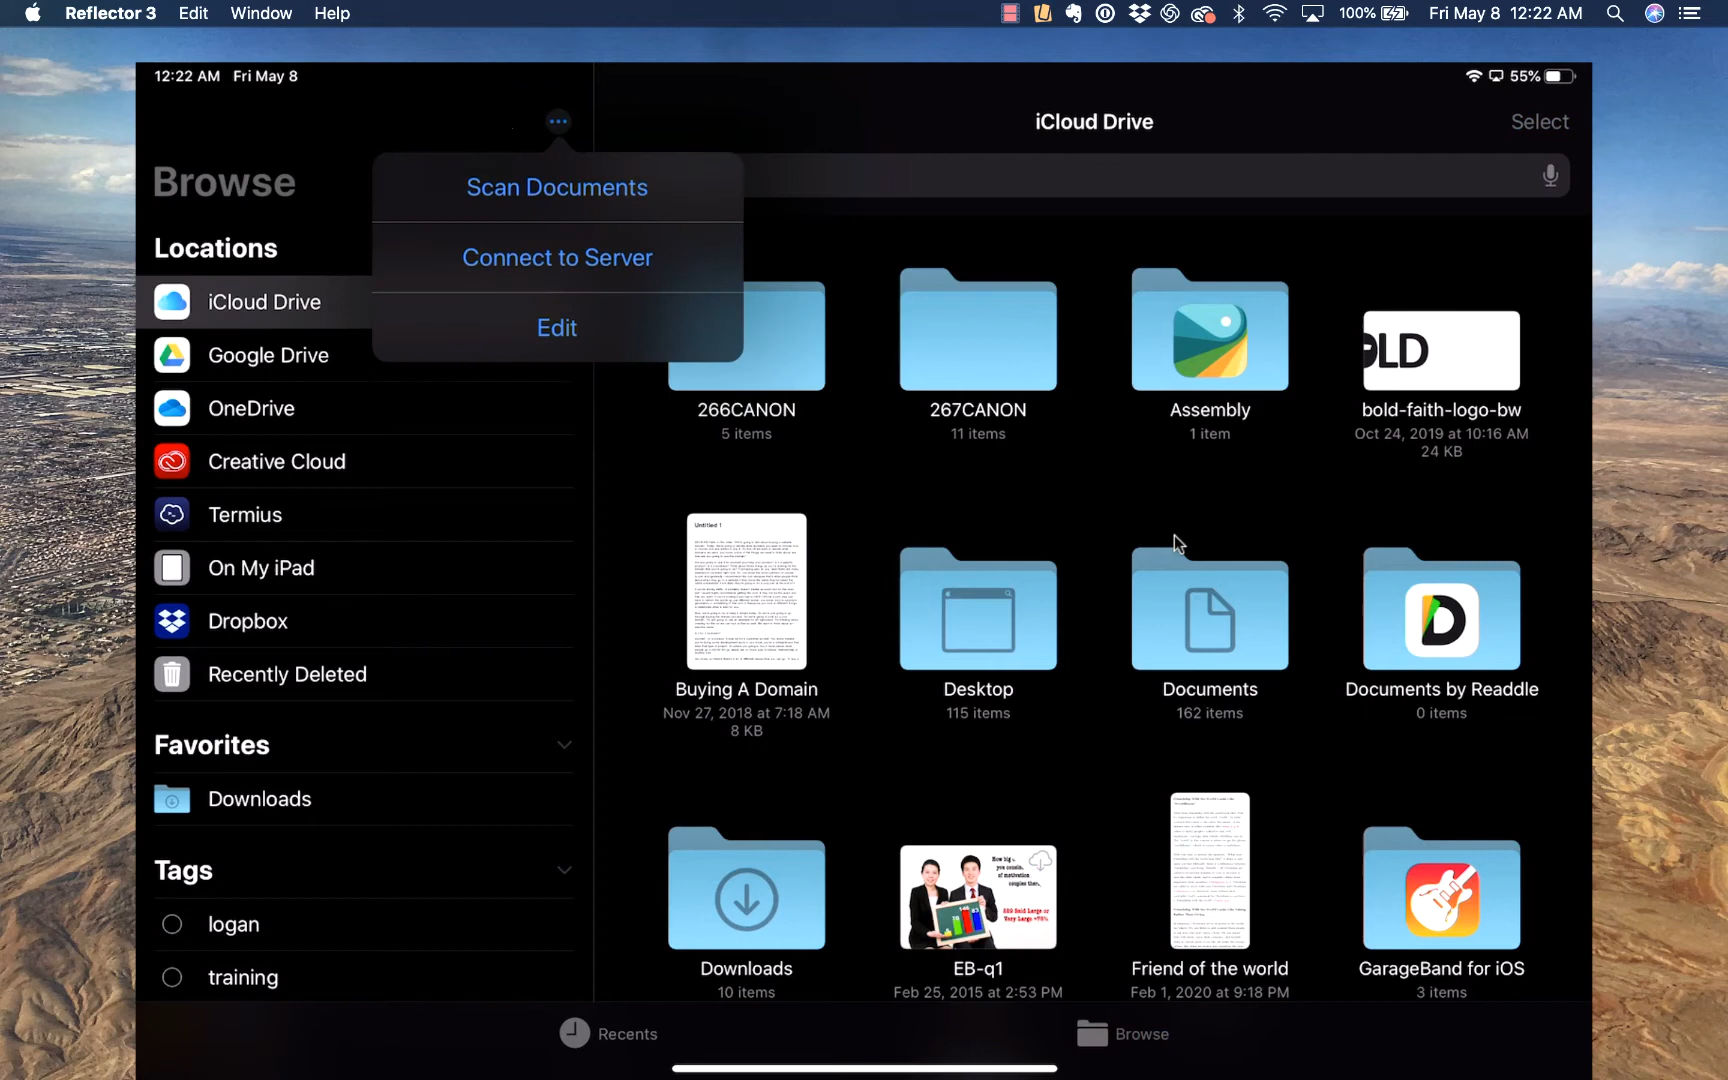 Reflector 3 Edit Window Help
100% Fri May 8 12:22 AM
12:22 AM Fri May 8
55%
iCloud Drive
Select
Browse
Scan Documents
Connect to Server
Edit
Locations
iCloud Drive
Google Drive
OneDrive
Creative Cloud
Termius
On My iPad
Dropbox
Recently Deleted
Favorites
Downloads
Tags
logan
training
266CANON
5 items
267CANON
11 items
Assembly
1 item
OLD
bold-faith-logo-bw
Oct 24, 2019 at 10:16 AM
24 KB
Untitled 1
Buying A Domain
Nov 27, 2018 at 7:18 AM
8 KB
Desktop
115 items
Documents
162 items
D
Documents by Readdle
0 items
Downloads
10 items
EB-q1
Feb 25, 2015 at 2:53 PM
Friend of the world
Feb 1, 2020 at 9:18 PM
GarageBand for iOS
3 items
Recents
Browse